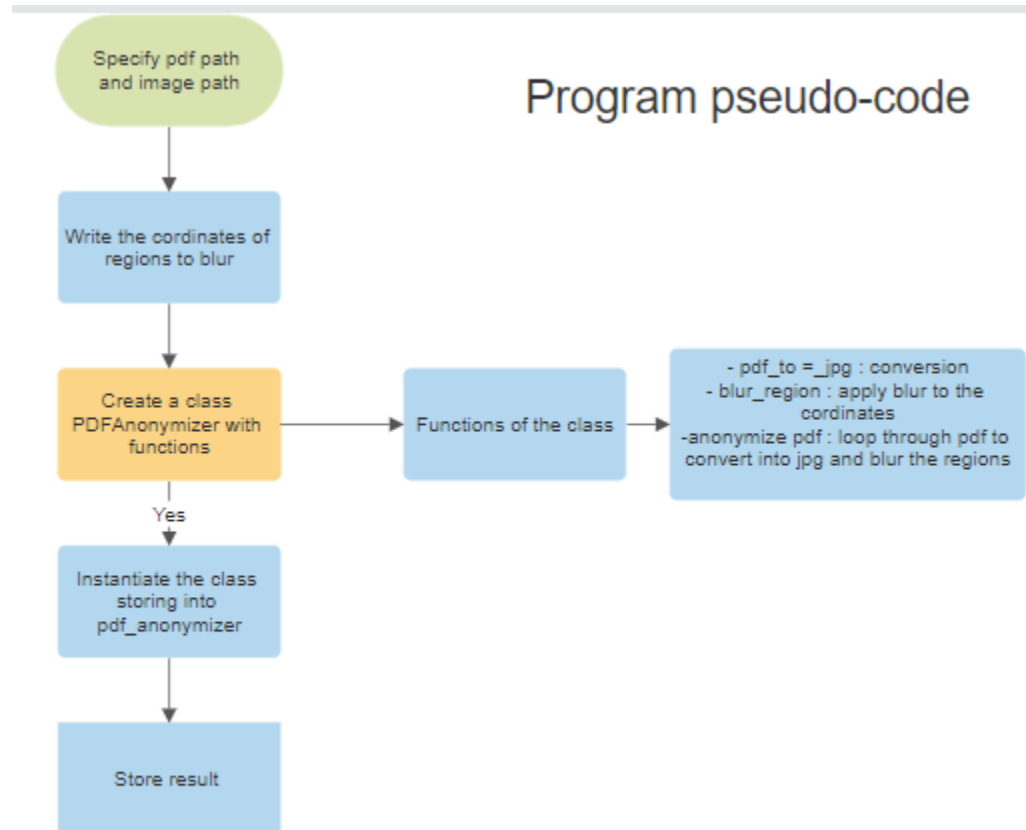 Specify pdf path
and image path
Program pseudo-code
Write the cordinates of
regions to blur
Create a class
PDFAnonymizer with
functions
Functions of the class
- pdf_to =_jpg : conversion
- blur_region : apply blur to the
cordinates
-anonymize pdf : loop through pdf to
convert into jpg and blur the regions
Yes
Instantiate the class
storing into
pdf_anonymizer
Store result